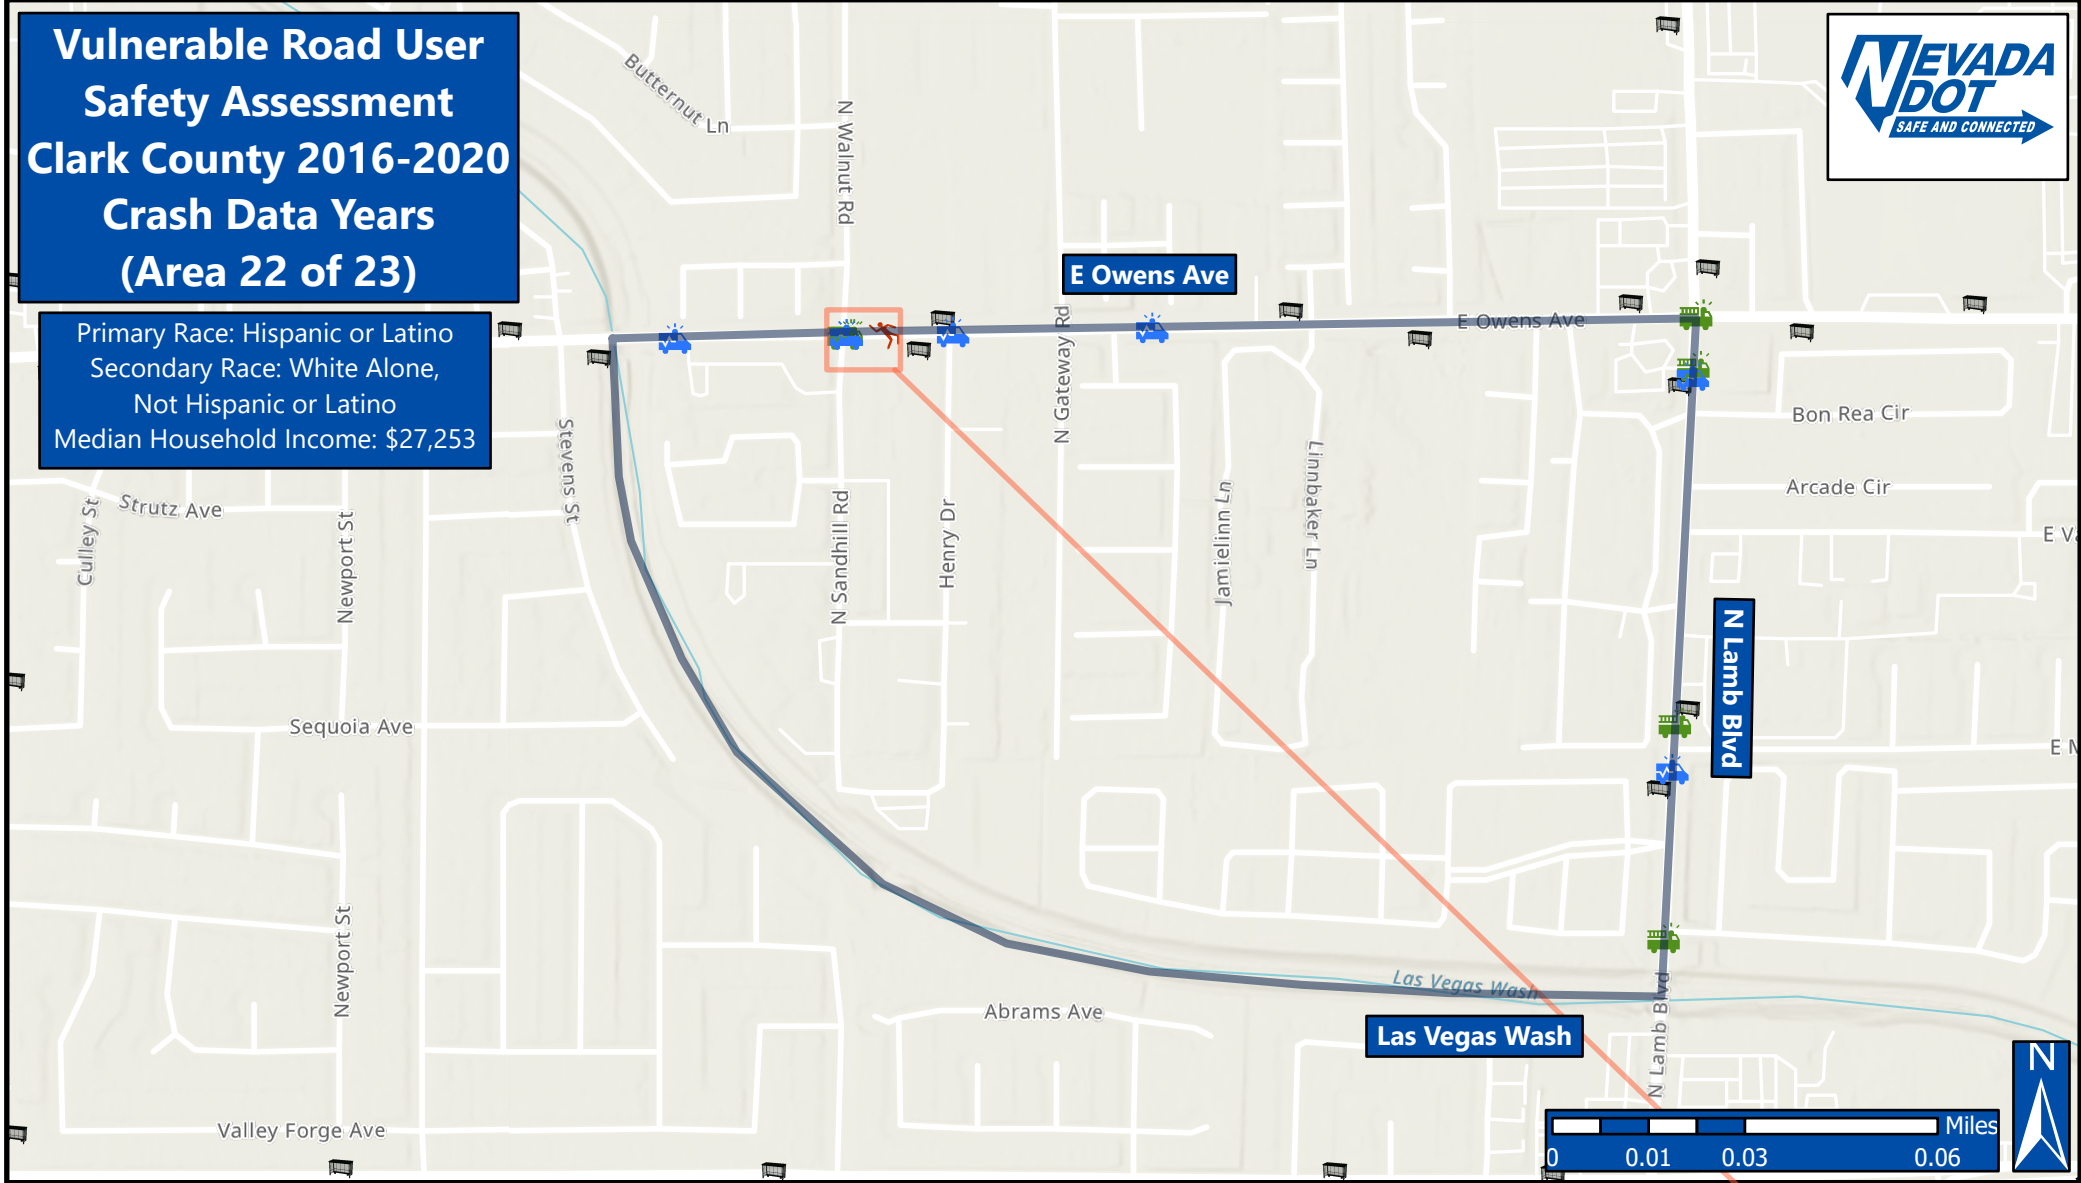 Vulnerable Road User
Safety Assessment
Clark County 2016-2020
Crash Data Years
(Area 22 of 23)
Primary Race: Hispanic or Latino
Secondary Race: White Alone,
Not Hispanic or Latino
Median Household Income: $27,253
NEVADA
DOT
SAFE AND CONNECTED
Butternut Ln
N Walnut Rd
E Owens Ave
N Gateway Rd
E Owens Ave
Bon Rea Cir
Stevens St
Linnbaker Ln
Arcade Cir
Strutz Ave
Culley St
Newport St
N Sandhill Rd
Henry Dr
Jamielinn Ln
E Va
N Lamb Blvd
Sequoia Ave
E M
Newport St
Las Vegas Wash
Abrams Ave
Las Vegas Wash
N Lamb Blvd
Valley Forge Ave
N
Miles
0 0.01 0.03 0.06